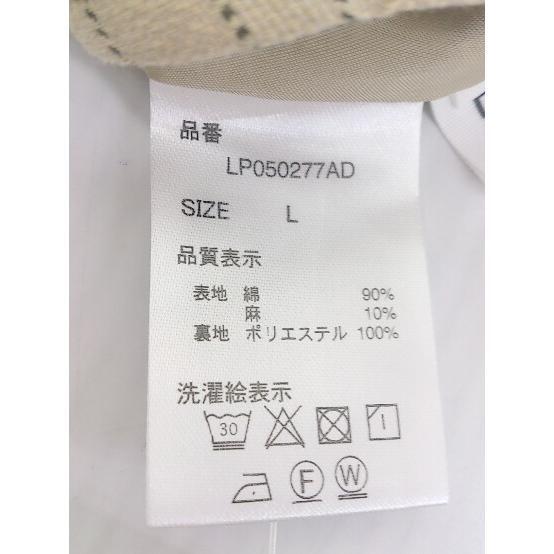 品番
LP050277AD
SIZE L
品質表示
表地 綿 90%
麻 10%
裏地 ポリエステル 100%
洗濯絵表示
30
F W